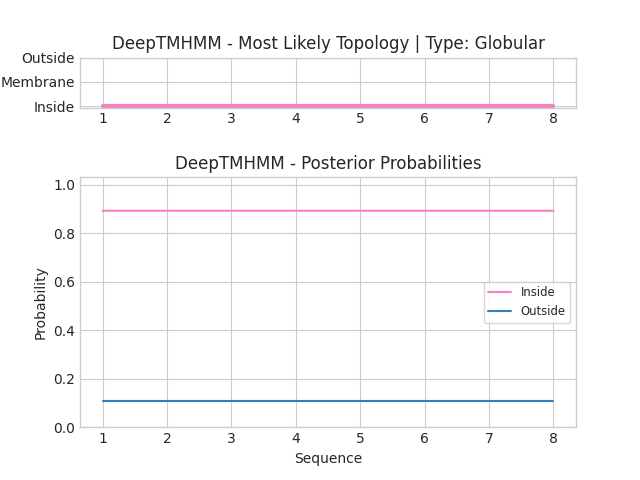 DeepTMHMM - Most Likely Topology | Type: Globular
Outside
Membrane
Inside
1 2 3 4 5 6 7 8
DeepTMHMM - Posterior Probabilities
1.0
0.8
0.6
0.4
0.2
0.0
Probability
Inside
Outside
1 2 3 4 5 6 7 8
Sequence